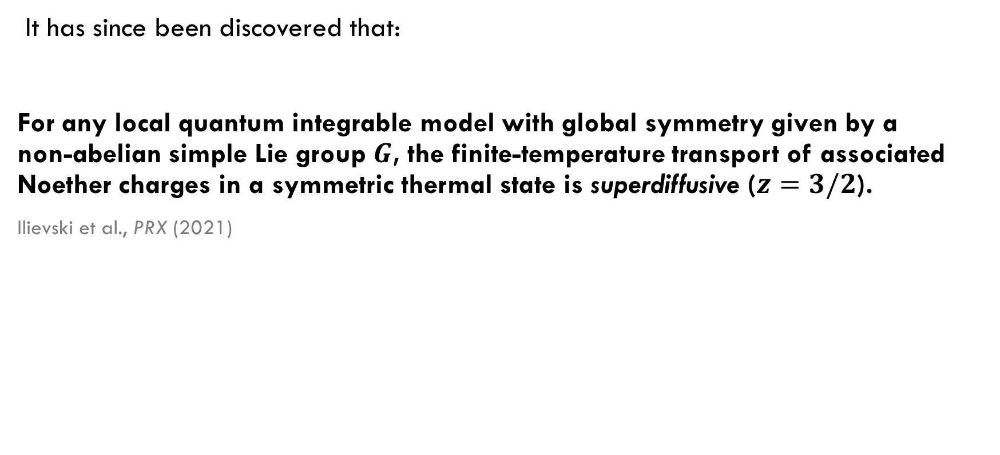 It has since been discovered that:
For any local quantum integrable model with global symmetry given by a
non-abelian simple Lie group G, the finite-temperature transport of associated
Noether charges in a symmetric thermal state is superdiffusive (z = 3/2).
Ilievski et al., PRX (2021)